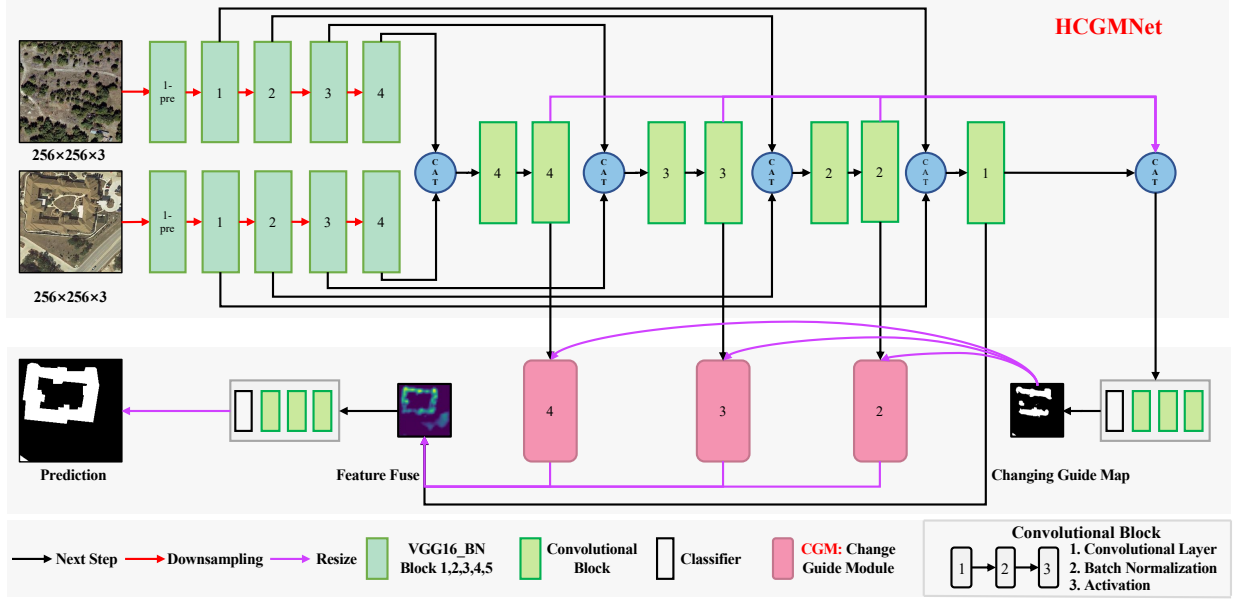 HCGMNet
1-
pre
1
2
3
4
256×256×3
1-
pre
1
2
3
4
256×256×3
C
A
T
4
4
C
A
T
3
3
C
A
T
2
2
C
A
T
1
C
A
T
4
3
2
Prediction
Feature Fuse
Changing Guide Map
Next Step
Downsampling
Resize
VGG16_BN
Block 1,2,3,4,5
Convolutional
Block
Classifier
CGM: Change
Guide Module
Convolutional Block
1
2
3
1. Convolutional Layer
2. Batch Normalization
3. Activation